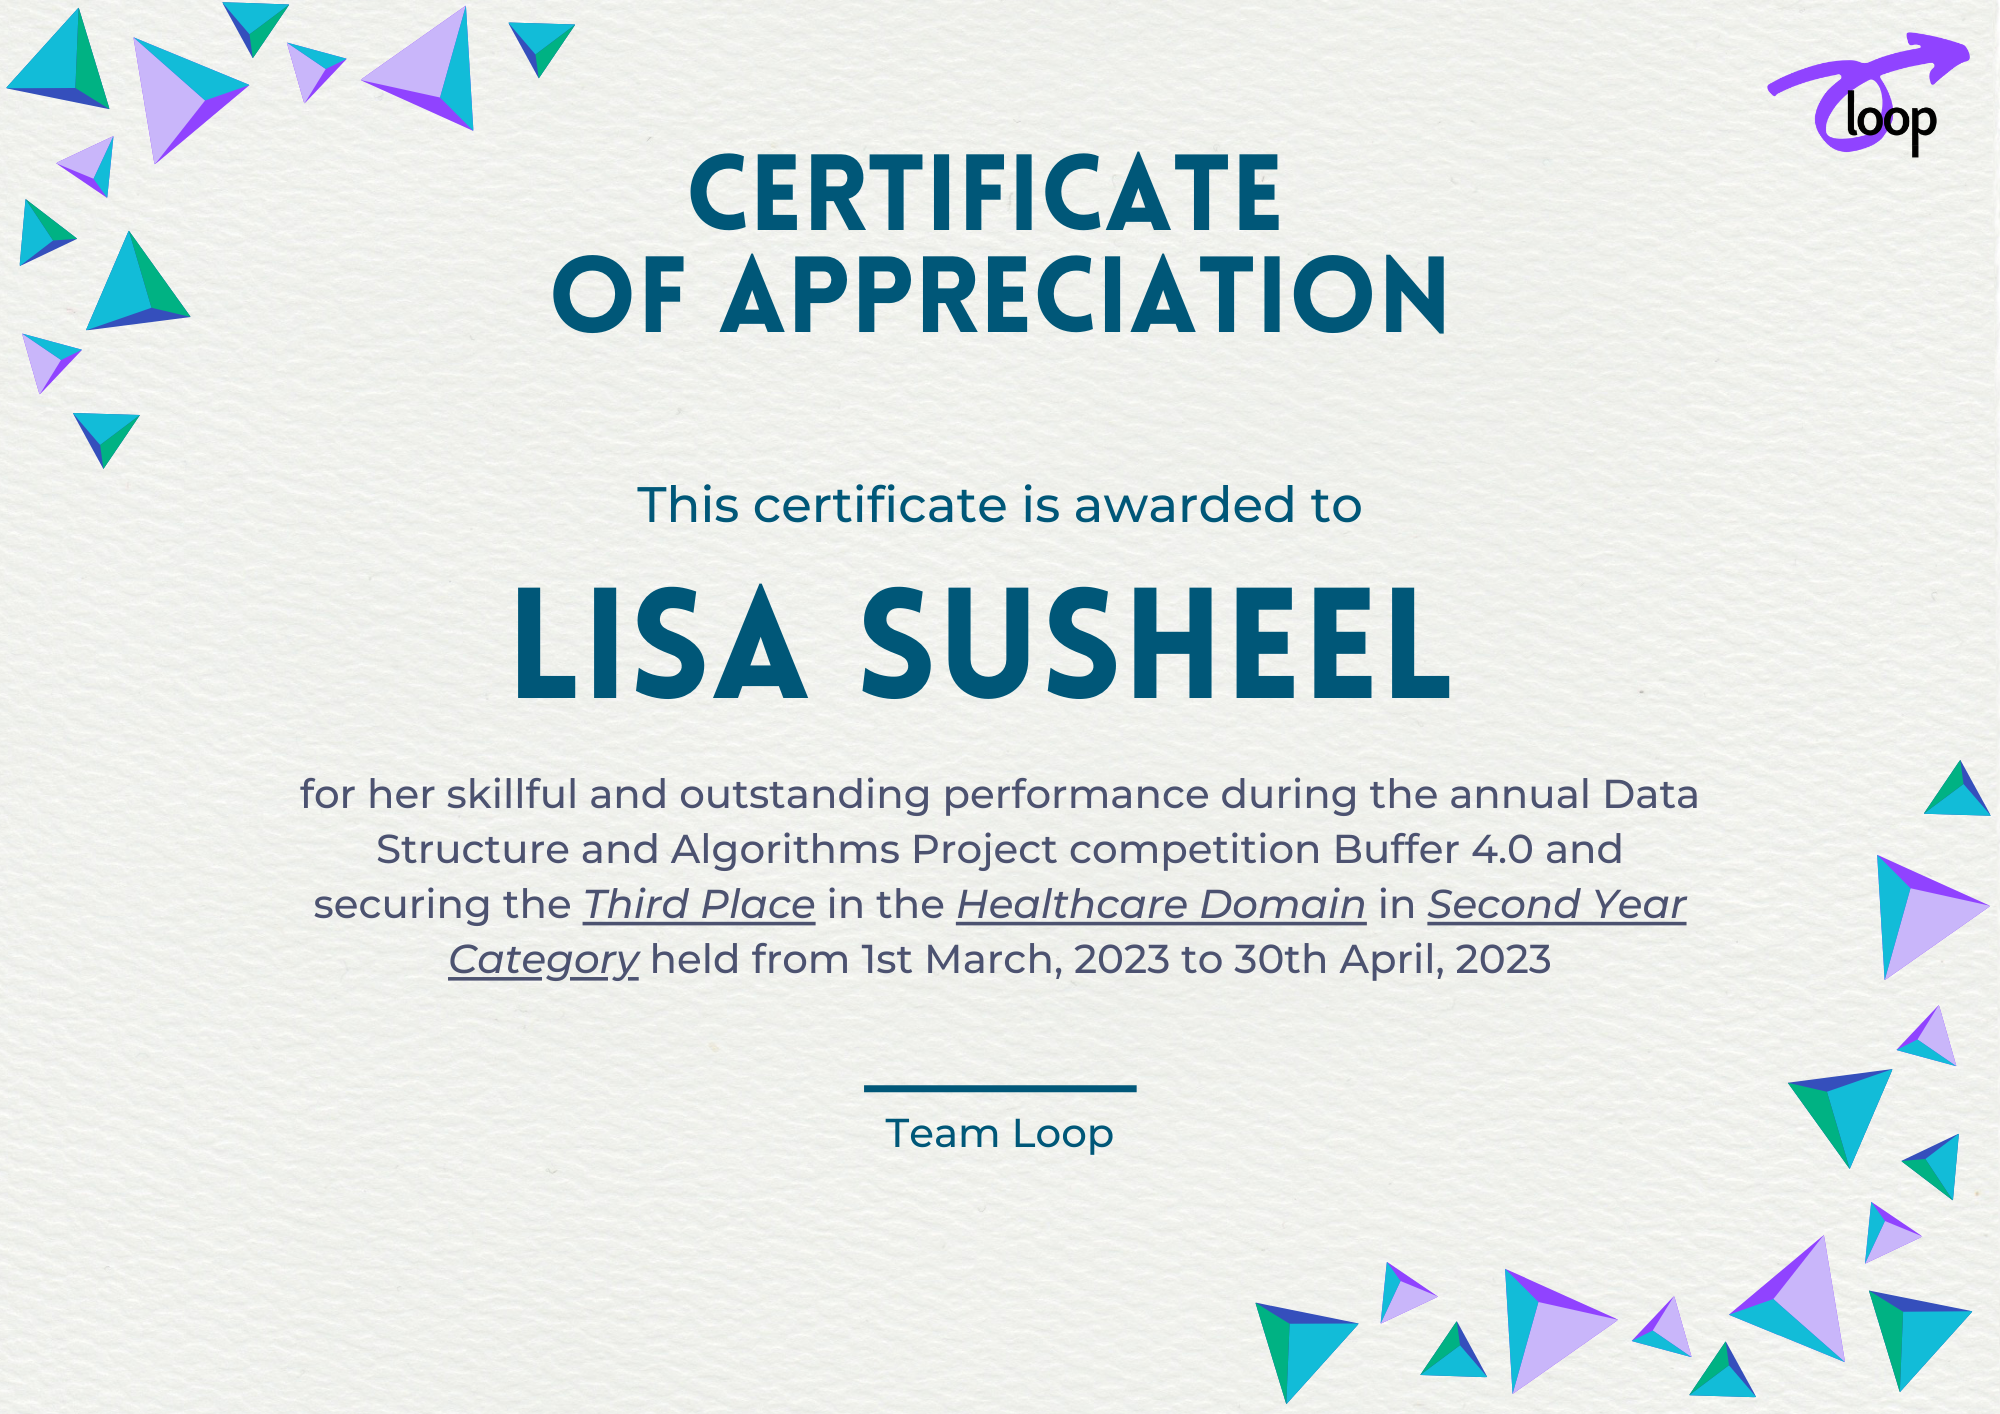 loop
CERTIFICATE
OF APPRECIATION
This certificate is awarded to
LISA SUSHEEL
for her skillful and outstanding performance during the annual Data
Structure and Algorithms Project competition Buffer 4.0 and
securing the Third Place in the Healthcare Domain in Second Year
Category held from 1st March, 2023 to 30th April, 2023
Team Loop